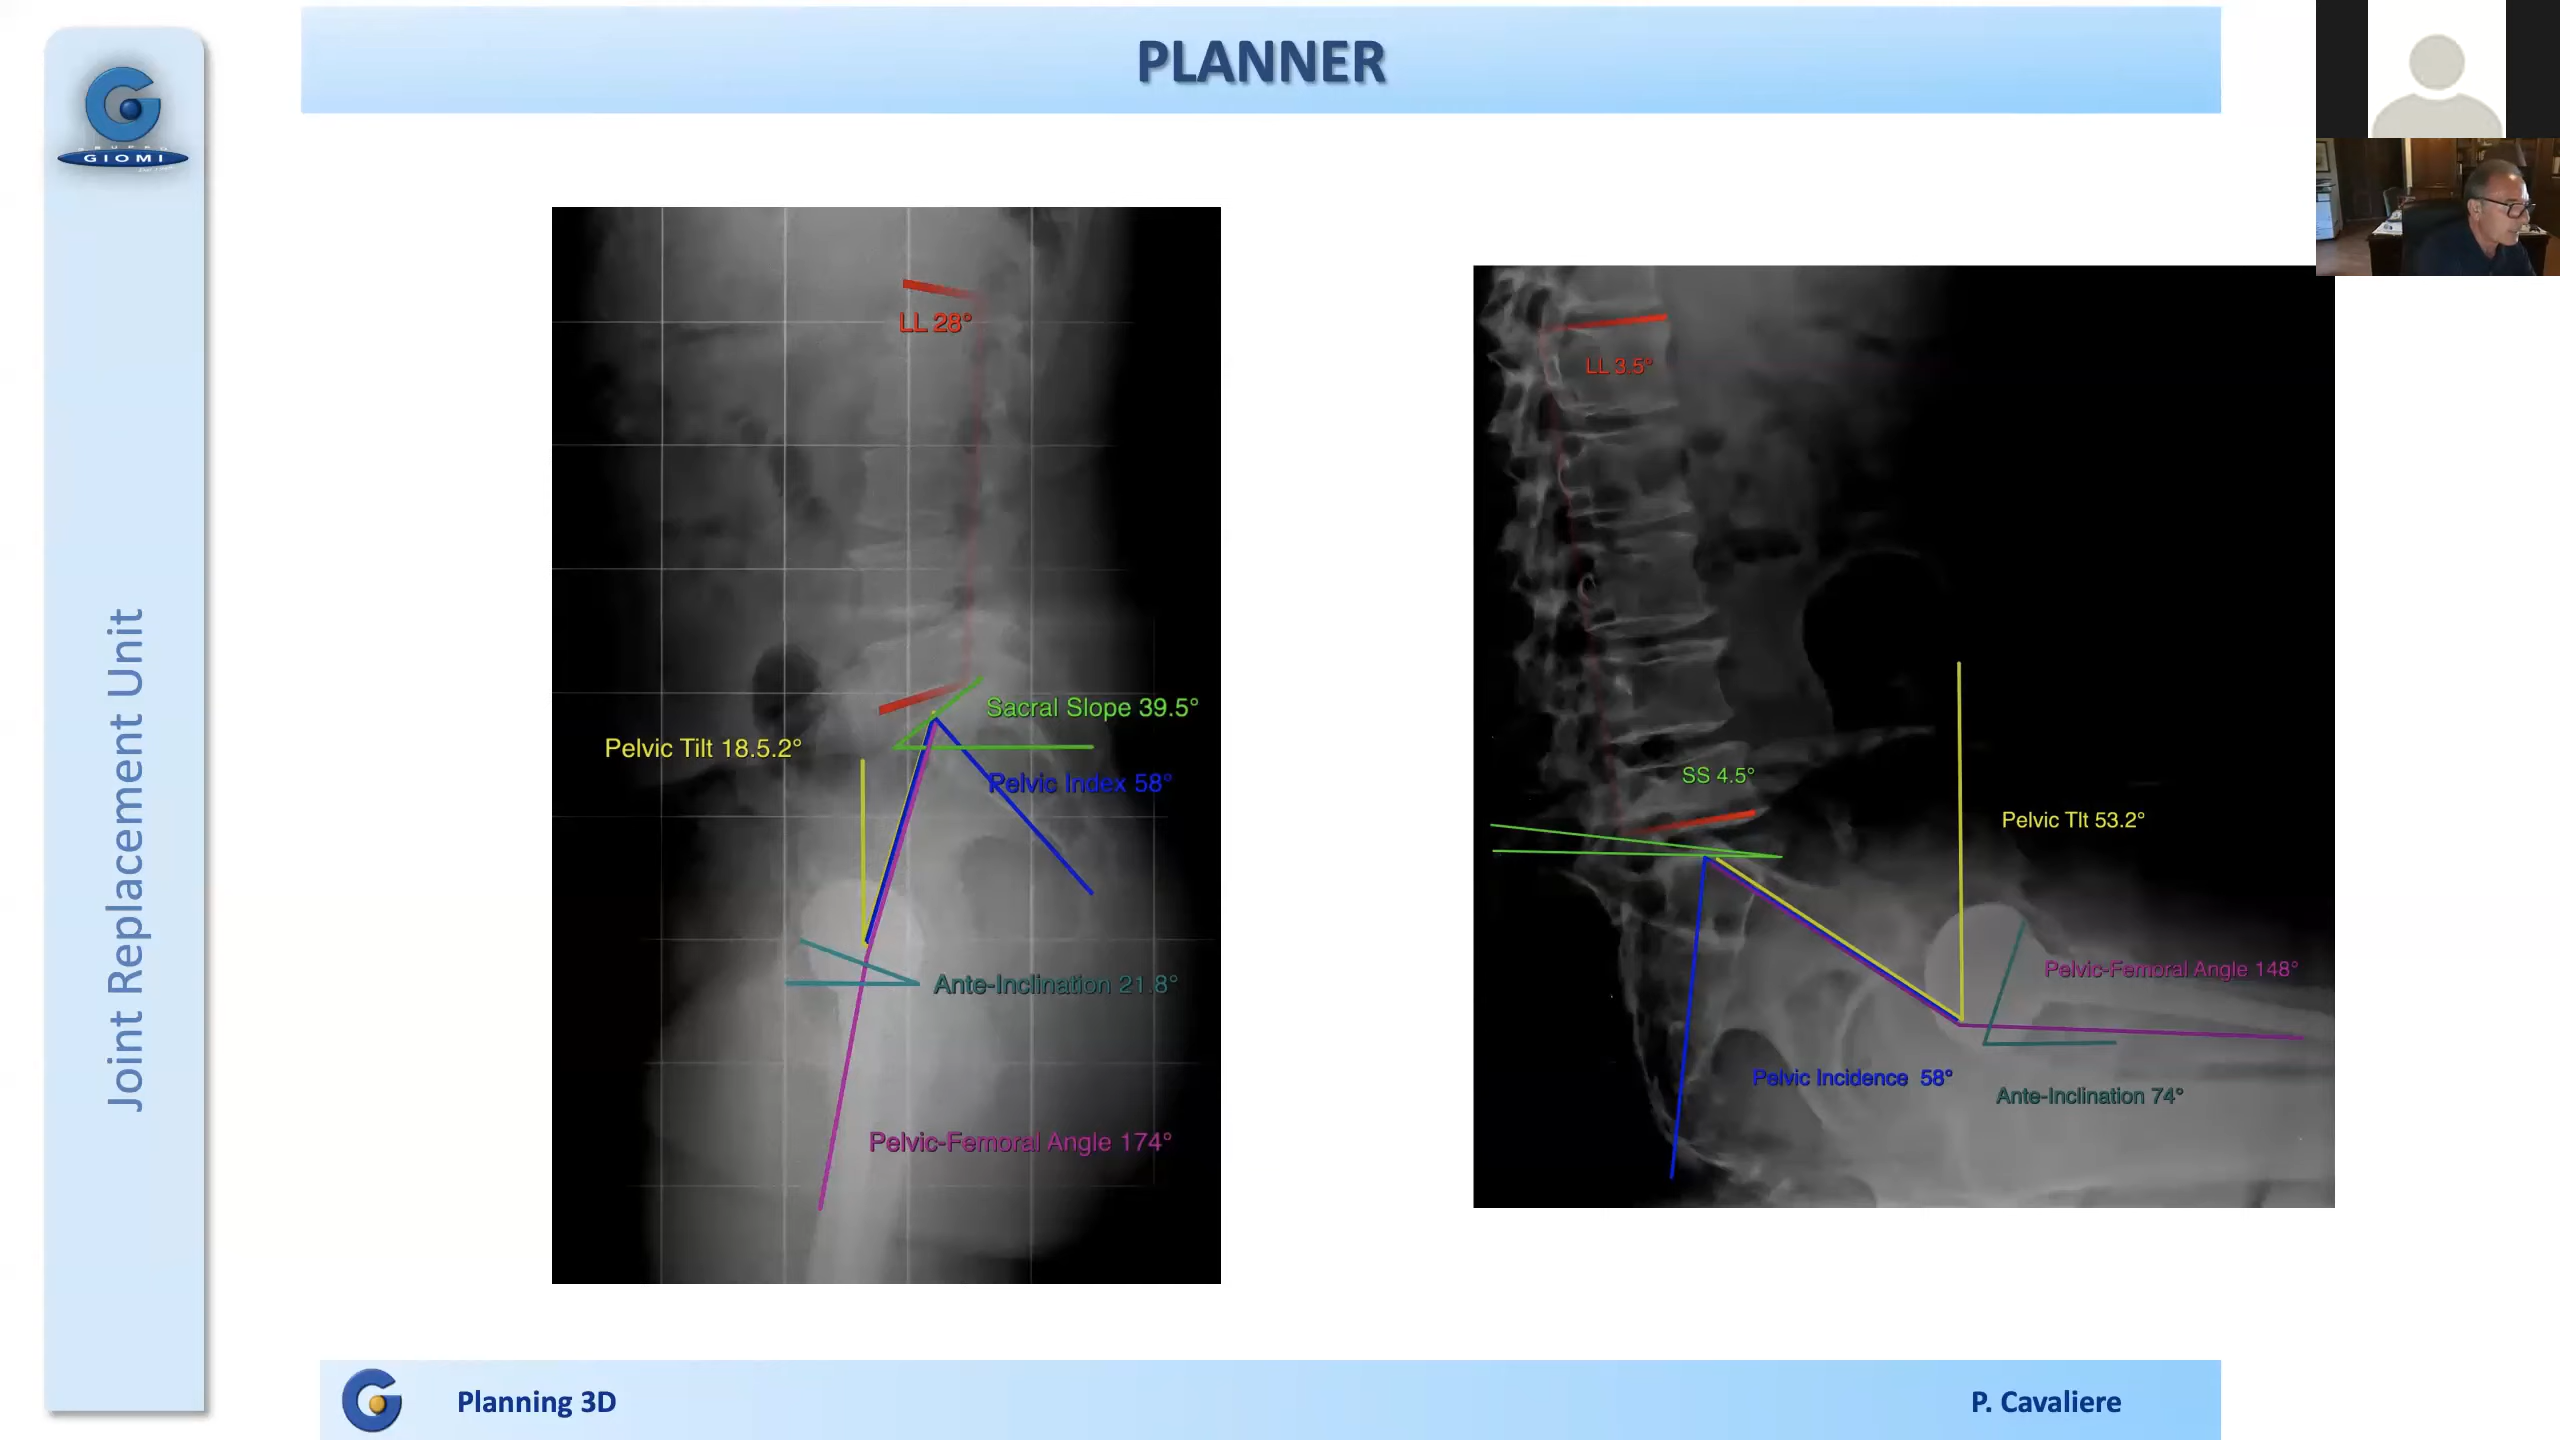 PLANNER
GRUPPO
GIOMI
Joint Replacement Unit
LL 28°
Sacral Slope 39.5°
Pelvic Tilt 18.5.2°
Pelvic Index 58°
Ante-Inclination 21.8°
Pelvic-Femoral Angle 174°
LL 3.5°
SS 4.5°
Pelvic Tlt 53.2°
Pelvic-Femoral Angle 148°
Pelvic Incidence 58°
Ante-Inclination 74°
Planning 3D
P. Cavaliere